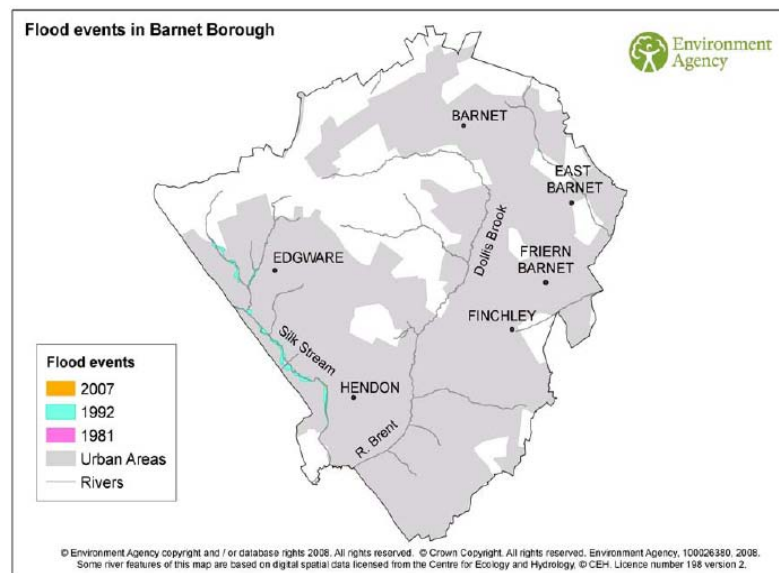 Flood events in Barnet Borough
Environment
Agency
BARNET
EAST
BARNET
Dollis Brook
EDGWARE
FRIERN
BARNET
FINCHLEY
Silk Stream
HENDON
R. Brent
Flood events
2007
1992
1981
Urban Areas
Rivers
© Environment Agency copyright and / or database rights 2008. All rights reserved. © Crown Copyright. All rights reserved. Environment Agency, 100026380, 2008.
Some river features of this map are based on digital spatial data licensed from the Centre for Ecology and Hydrology, © CEH. Licence number 198 version 2.